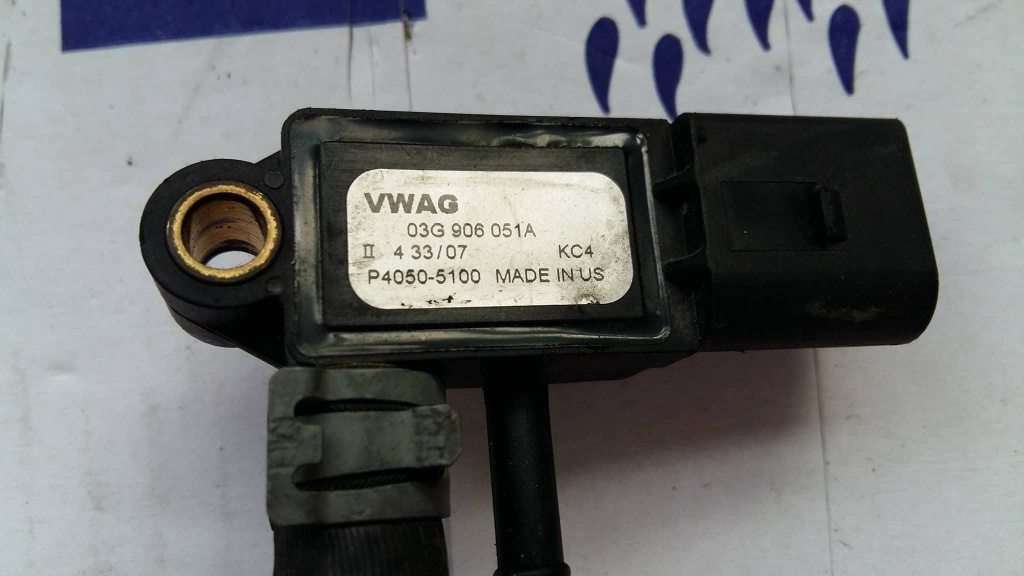 VWAG
03G 906 051A
II 4 33/07 KC4
P4050-5100 MADE IN US